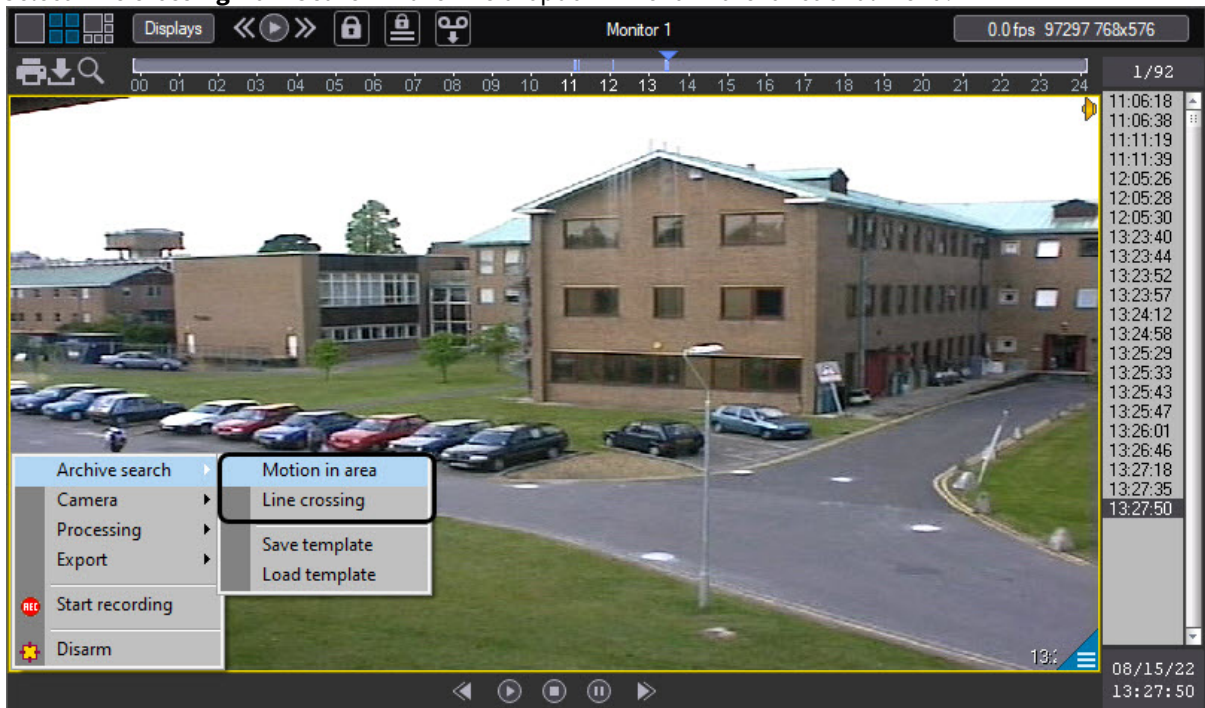 Displays
Monitor 1
0.0 fps 97297 768x576
00 01 02 03 04 05 06 07 08 09 10 11 12 13 14 15 16 17 18 19 20 21 22 23 24
1/92
11:06:18
11:06:38
11:11:19
11:11:39
12:05:26
12:05:28
12:05:30
13:23:40
13:23:44
13:23:52
13:23:57
13:24:12
13:24:58
13:25:29
13:25:33
13:25:43
13:25:47
13:26:01
13:26:46
13:27:18
13:27:35
13:27:50
Archive search
Camera
Processing
Export
REC Start recording
Disarm
Motion in area
Line crossing
Save template
Load template
08/15/22
13:27:50